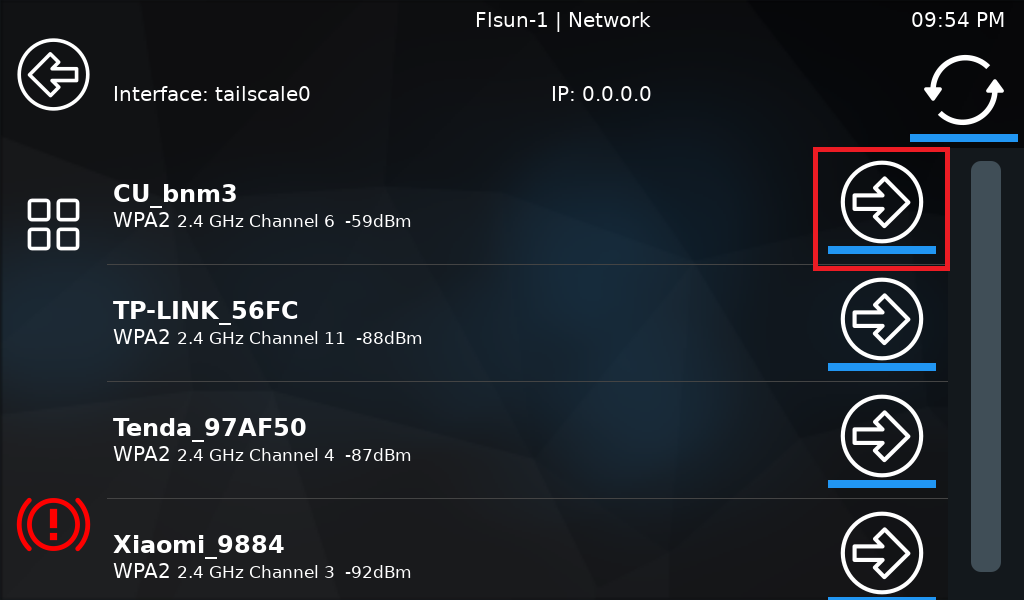 Flsun-1 | Network
09:54 PM
Interface: tailscale0
IP: 0.0.0.0
CU_bnm3
WPA2 2.4 GHz Channel 6 -59dBm
TP-LINK_56FC
WPA2 2.4 GHz Channel 11 -88dBm
Tenda_97AF50
WPA2 2.4 GHz Channel 4 -87dBm
Xiaomi_9884
WPA2 2.4 GHz Channel 3 -92dBm